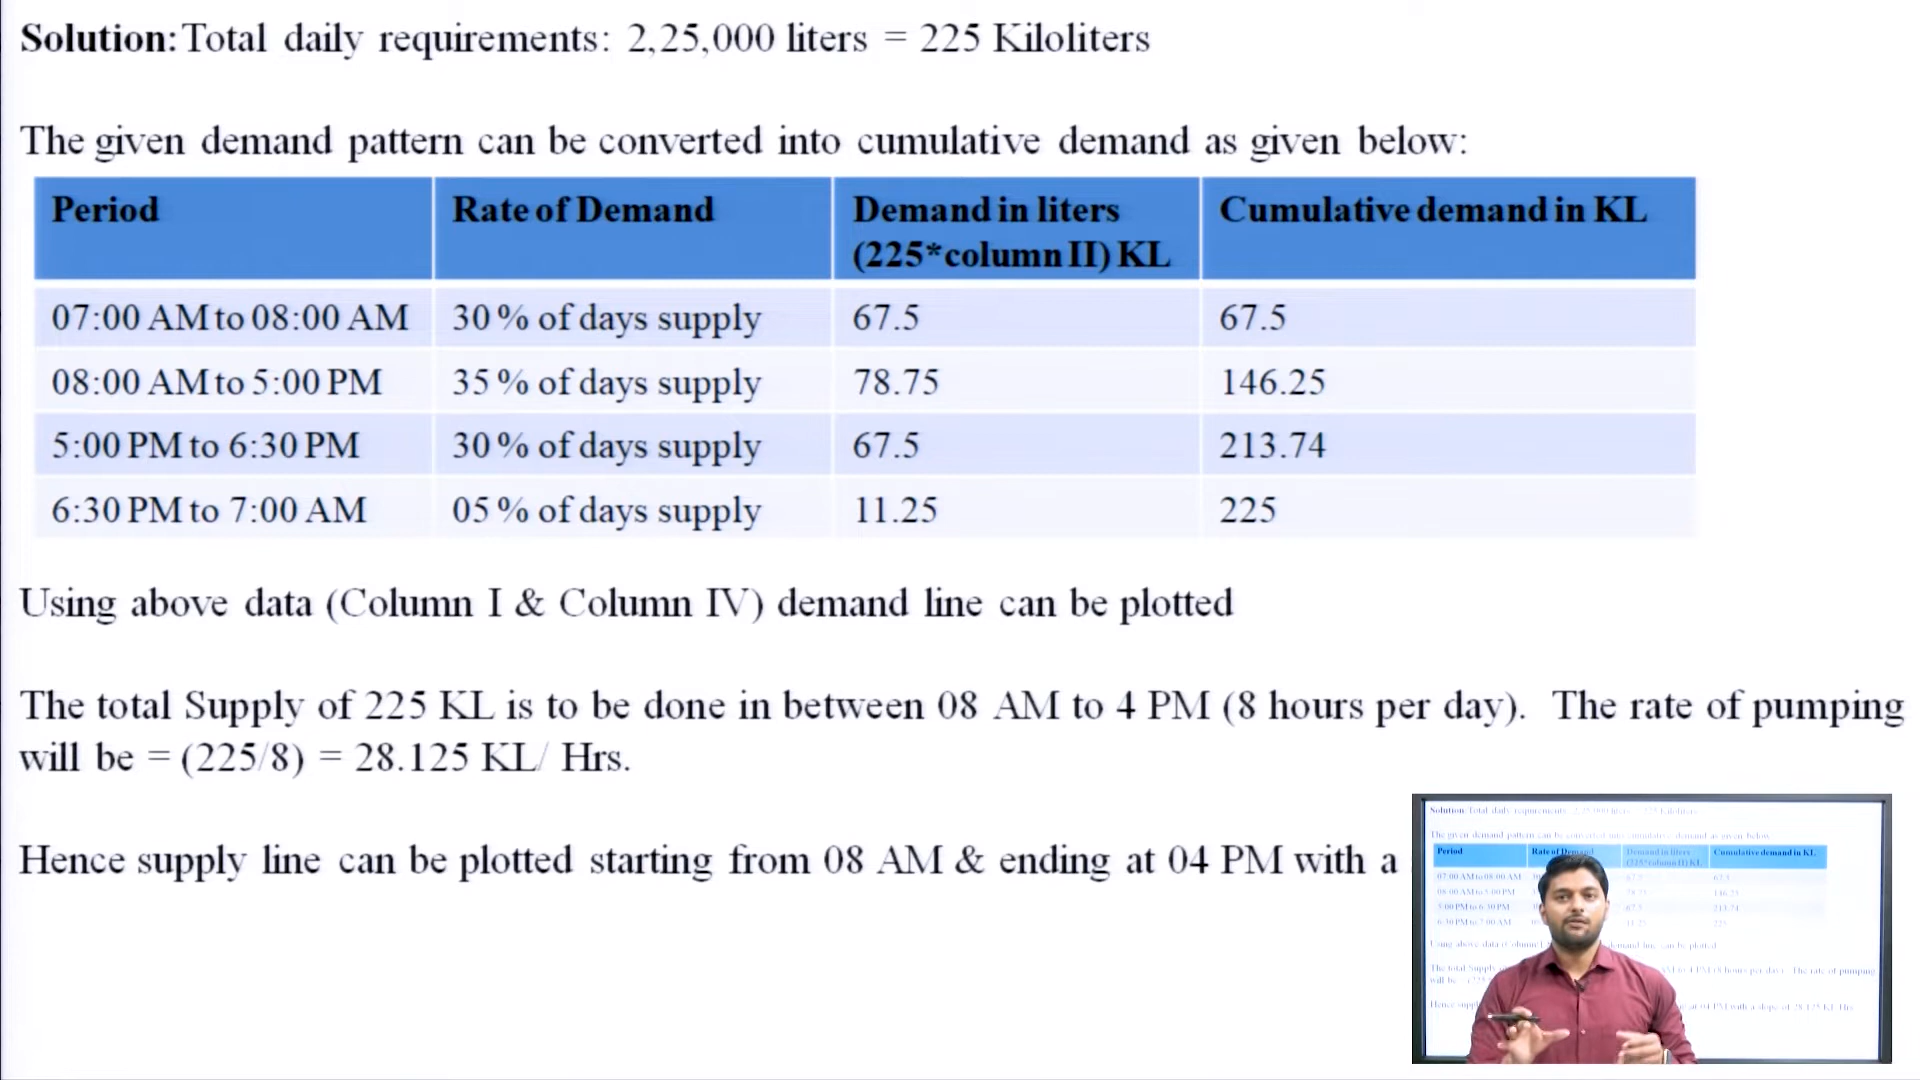 Solution: Total daily requirements: 2,25,000 liters = 225 Kiloliters
The given demand pattern can be converted into cumulative demand as given below:
Period Rate of Demand Demand in liters (225*column II) KL Cumulative demand in KL
07:00 AM to 08:00 AM 30 % of days supply 67.5 67.5
08:00 AM to 5:00 PM 35 % of days supply 78.75 146.25
5:00 PM to 6:30 PM 30 % of days supply 67.5 213.74
6:30 PM to 7:00 AM 05 % of days supply 11.25 225
Using above data (Column I & Column IV) demand line can be plotted
The total Supply of 225 KL is to be done in between 08 AM to 4 PM (8 hours per day). The rate of pumping
will be = (225/8) = 28.125 KL/ Hrs.
Hence supply line can be plotted starting from 08 AM & ending at 04 PM with a